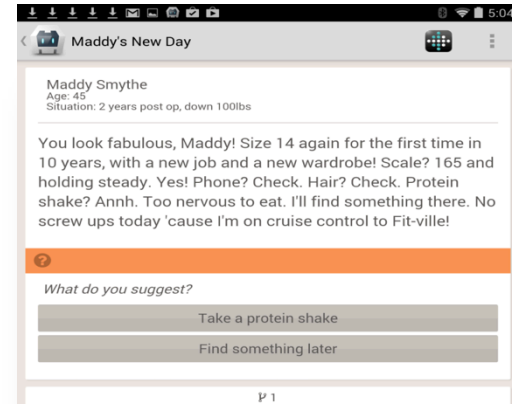 5:04
Maddy's New Day
Maddy Smythe
Age: 45
Situation: 2 years post op, down 100lbs
You look fabulous, Maddy! Size 14 again for the first time in
10 years, with a new job and a new wardrobe! Scale? 165 and
holding steady. Yes! Phone? Check. Hair? Check. Protein
shake? Annh. Too nervous to eat. I'll find something there. No
screw ups today 'cause I'm on cruise control to Fit-ville!
?
What do you suggest?
Take a protein shake
Find something later
1